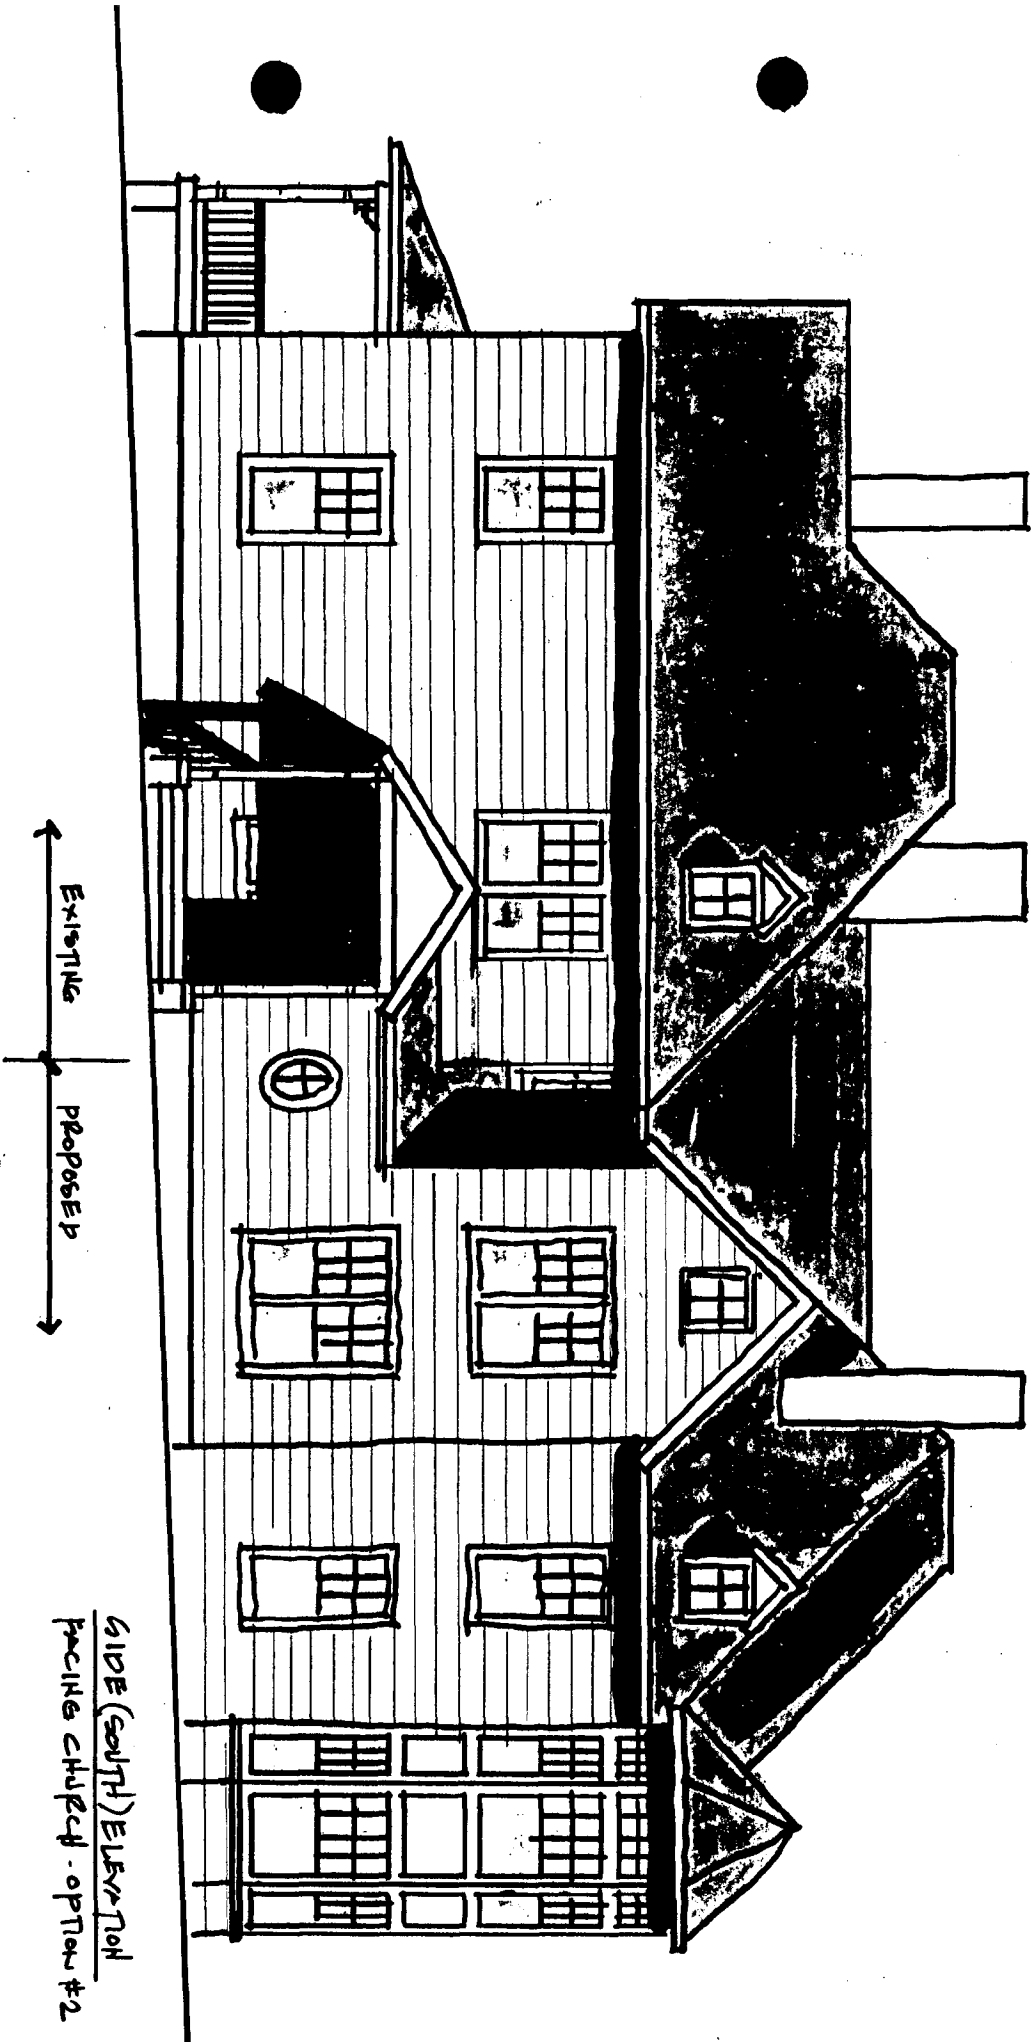 EXISTING
PROPOSED
SIDE (SOUTH) ELEVATION
FACING CHURCH - OPTION #2